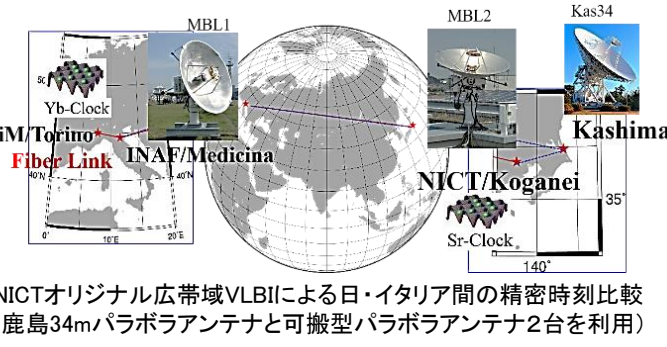 MBL1
MBL2
Kas34
50
Yb-Clock
iM/Torino
Fiber Link
INAF/Medicina
Kashima
NICT/Koganei
Sr-Clock
40°N
40°N
35°
0°
10°E
20°E
140°
NICTオリジナル広帯域VLBIによる日・イタリア間の精密時刻比較
鹿島34mパラボラアンテナと可搬型パラボラアンテナ2台を利用）